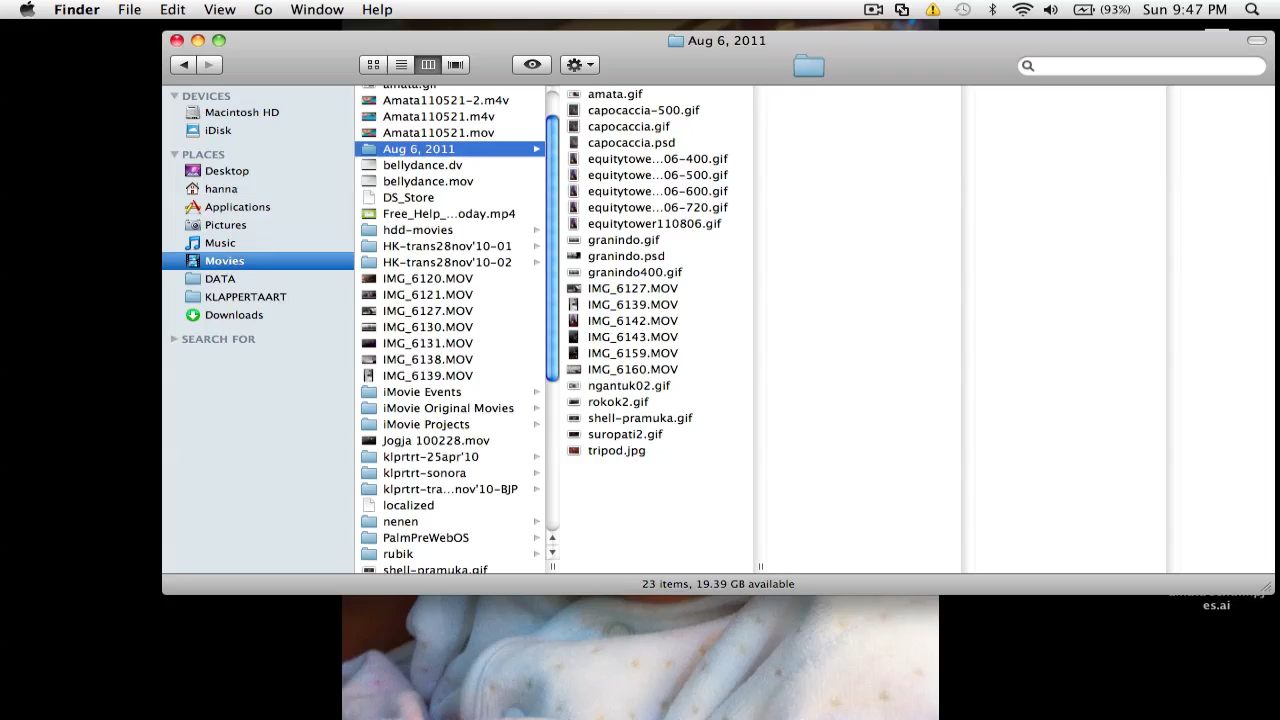 Finder File Edit View Go Window Help (93%) Sun 9:47 PM
Aug 6, 2011
DEVICES
Macintosh HD
iDisk
PLACES
Desktop
hanna
Applications
Pictures
Music
Movies
DATA
KLAPPERTAART
Downloads
SEARCH FOR
amata.gif
Amata110521-2.m4v
Amata110521.m4v
Amata110521.mov
Aug 6, 2011
bellydance.dv
bellydance.mov
DS_Store
Free_Help_...oday.mp4
hdd-movies
HK-trans28nov'10-01
HK-trans28nov'10-02
IMG_6120.MOV
IMG_6121.MOV
IMG_6127.MOV
IMG_6130.MOV
IMG_6131.MOV
IMG_6138.MOV
IMG_6139.MOV
iMovie Events
iMovie Original Movies
iMovie Projects
Jogja 100228.mov
klprtrt-25apr'10
klprtrt-sonora
klprtrt-tra...nov'10-BJP
localized
nenen
PalmPreWebOS
rubik
shell-pramuka.gif
amata.gif
capocaccia-500.gif
capocaccia.gif
capocaccia.psd
equitytowe...06-400.gif
equitytowe...06-500.gif
equitytowe...06-600.gif
equitytowe...06-720.gif
equitytower110806.gif
granindo.gif
granindo.psd
granindo400.gif
IMG_6127.MOV
IMG_6139.MOV
IMG_6142.MOV
IMG_6143.MOV
IMG_6159.MOV
IMG_6160.MOV
ngantuk02.gif
rokok2.gif
shell-pramuka.gif
suropati2.gif
tripod.jpg
23 items, 19.39 GB available
es.ai